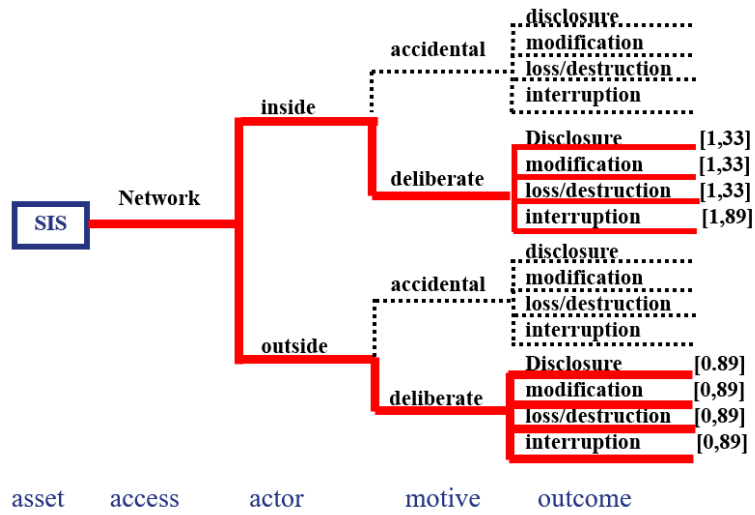 disclosure
accidental modification
loss/destruction
interruption
inside
Disclosure [1,33]
modification [1,33]
deliberate loss/destruction [1,33]
Network interruption [1,89]
SIS
disclosure
accidental modification
loss/destruction
interruption
outside
Disclosure [0.89]
modification [0,89]
deliberate loss/destruction [0,89]
interruption [0,89]
asset access actor motive outcome